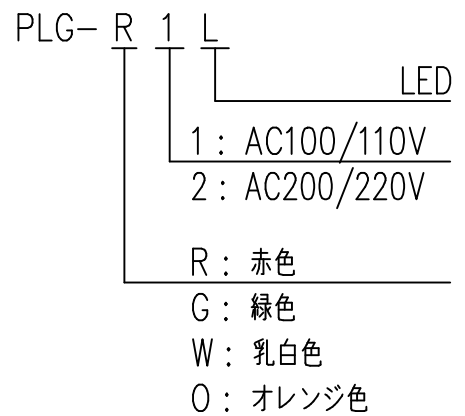 PLG- R 1 L
LED
1 : AC100/110V
2 : AC200/220V
R : 赤色
G : 緑色
W : 乳白色
O : オレンジ色